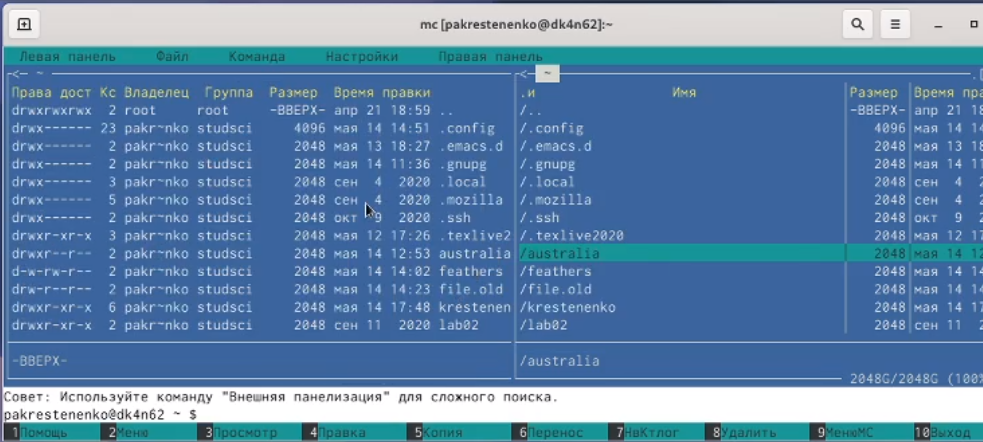 mc [pakrestenenko@dk4n62]:~
Левая панель Файл Команда Настройки Правая панель
<- ~ <- ~ .[
Права дост Кс Владелец Группа Размер Время правки .и Имя Размер Время пра
drwxrwxrwx 2 root root -ВВЕРХ- апр 21 18:59 .. /.. -ВВЕРХ- апр 21 18
drwx------ 23 pakr~nko studsci 4096 мая 14 14:51 .config /.config 4096 мая 14 14
drwx------ 2 pakr~nko studsci 2048 мая 13 18:27 .emacs.d /.emacs.d 2048 мая 13 18
drwx------ 2 pakr~nko studsci 2048 мая 14 11:36 .gnupg /.gnupg 2048 мая 14 1
drwx------ 3 pakr~nko studsci 2048 сен 4 2020 .local /.local 2048 сен 4 2
drwx------ 5 pakr~nko studsci 2048 сен 4 2020 .mozilla /.mozilla 2048 сен 4 2
drwx------ 2 pakr~nko studsci 2048 окт 9 2020 .ssh /.ssh 2048 окт 9 2
drwxr-xr-x 3 pakr~nko studsci 2048 мая 12 17:26 .texlive2 /.texlive2020 2048 мая 12 17
drwxr--r-- 2 pakr~nko studsci 2048 мая 14 12:53 australia /australia 2048 мая 14 12
d-w-rw-r-- 2 pakr~nko studsci 2048 мая 14 14:02 feathers /feathers 2048 мая 14 14
drw-r--r-- 2 pakr~nko studsci 2048 мая 14 14:23 file.old /file.old 2048 мая 14 14
drwxr-xr-x 6 pakr~nko studsci 2048 мая 14 17:48 krestenen /krestenenko 2048 мая 14 17
drwxr-xr-x 2 pakr~nko studsci 2048 сен 11 2020 lab02 /lab02 2048 сен 11 2
-ВВЕРХ- /australia
2048G/2048G (100%
Совет: Используйте команду "Внешняя панелизация" для сложного поиска.
pakrestenenko@dk4n62 ~ $
1Помощь 2Меню 3Просмотр 4Правка 5Копия 6Перенос 7НвКтлог 8Удалить 9МенюМС 10Выход